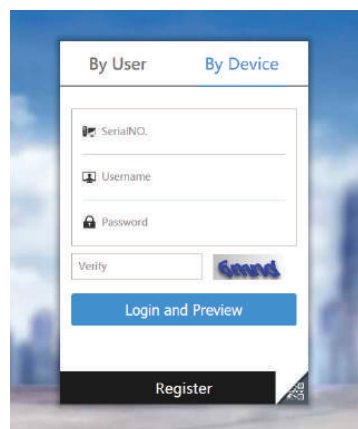 By User By Device
SerialNO.
Username
Password
Verify
Login and Preview
Register